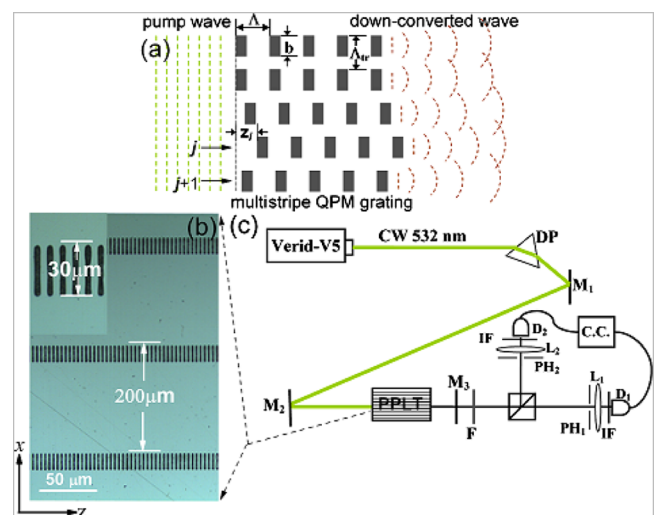 pump wave
Λ
down-converted wave
(a)
b
Λtr
zj
j
j+1
multistripe QPM grating
(b)
(c)
30μm
200μm
50 μm
x
z
Verid-V5
CW 532 nm
DP
M1
IF
D2
C.C.
L2
PH2
M2
PPLT
M3
F
L1
D1
PH1
IF